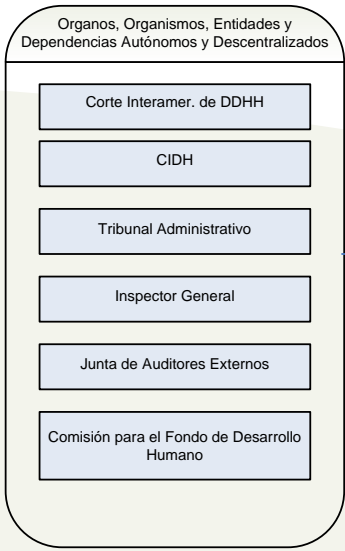 Organos, Organismos, Entidades y
Dependencias Autónomos y Descentralizados
Corte Interamer. de DDHH
CIDH
Tribunal Administrativo
Inspector General
Junta de Auditores Externos
Comisión para el Fondo de Desarrollo
Humano